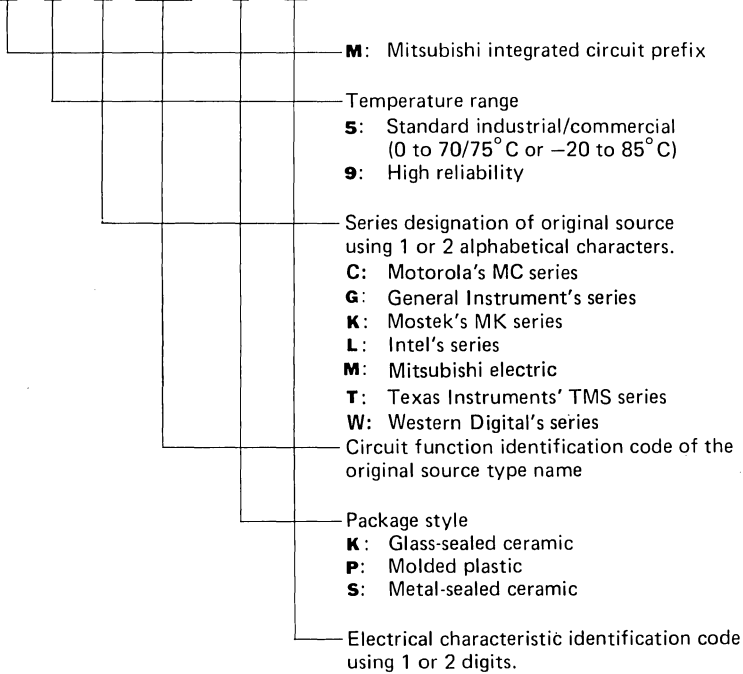 M: Mitsubishi integrated circuit prefix
Temperature range
5: Standard industrial/commercial
(0 to 70/75°C or −20 to 85°C)
9: High reliability
Series designation of original source
using 1 or 2 alphabetical characters.
C: Motorola's MC series
G: General Instrument's series
K: Mostek's MK series
L: Intel's series
M: Mitsubishi electric
T: Texas Instruments' TMS series
W: Western Digital's series
Circuit function identification code of the
original source type name
Package style
K: Glass-sealed ceramic
P: Molded plastic
S: Metal-sealed ceramic
Electrical characteristic identification code
using 1 or 2 digits.